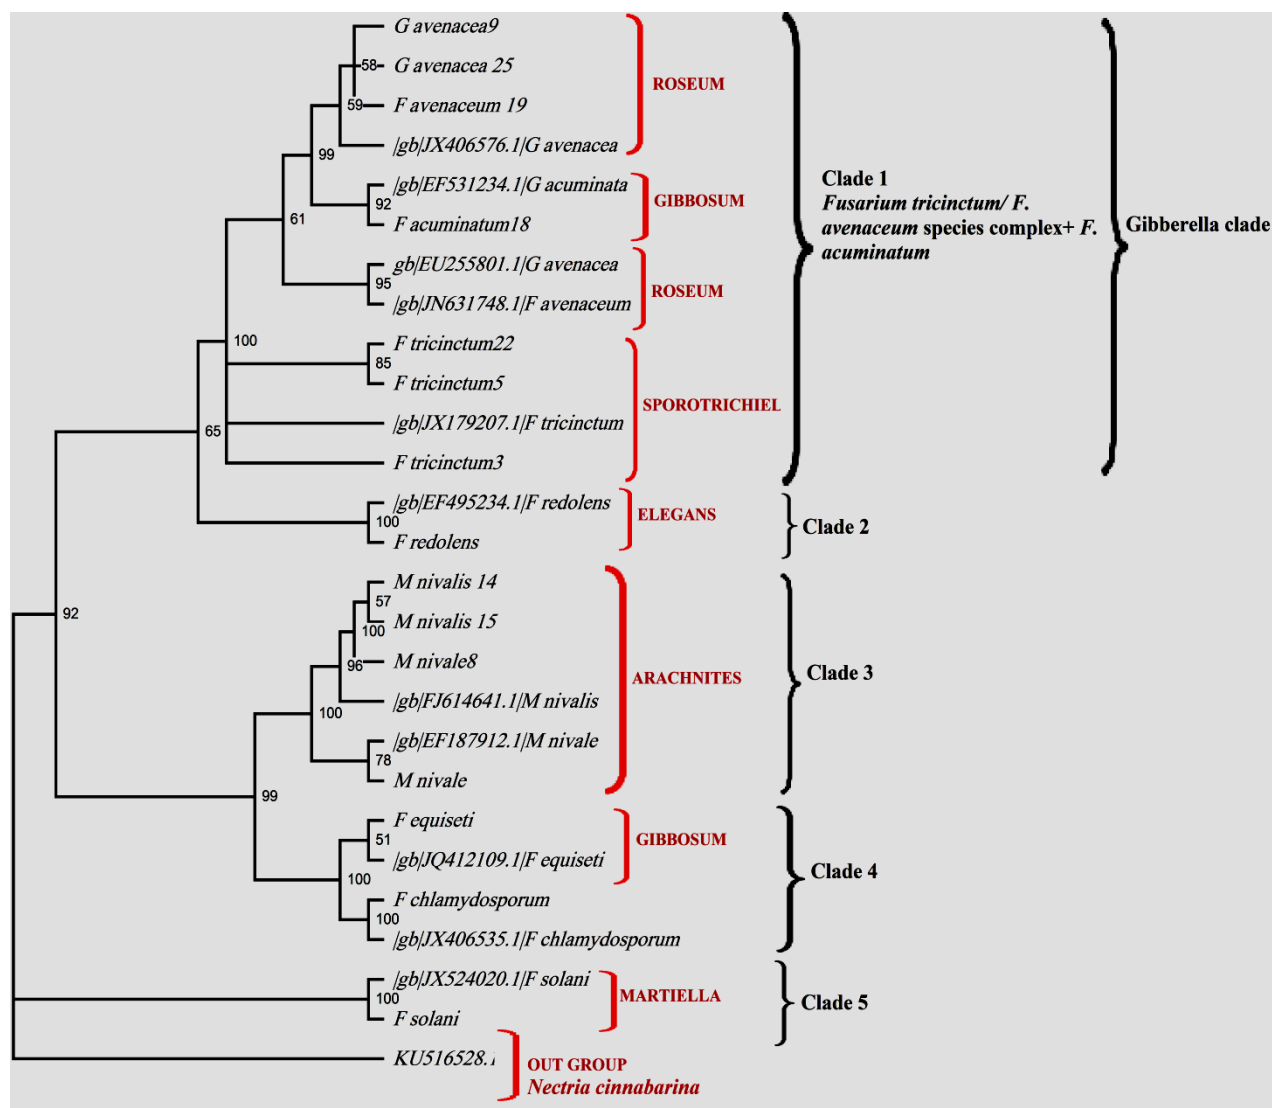 G avenacea9
58
G avenacea 25
ROSEUM
59
F avenaceum 19
|gb|JX406576.1|G avenacea
99
|gb|EF531234.1|G acuminata
92
GIBBOSUM
F acuminatum18
61
gb|EU255801.1|G avenacea
95
ROSEUM
|gb|JN631748.1|F avenaceum
Clade 1
Fusarium tricinctum/ F.
avenaceum species complex+ F.
acuminatum
Gibberella clade
100
F tricinctum22
85
F tricinctum5
SPOROTRICHIEL
65
|gb|JX179207.1|F tricinctum
F tricinctum3
|gb|EF495234.1|F redolens
100
ELEGANS
Clade 2
F redolens
92
M nivalis 14
57
M nivalis 15
100
M nivale8
96
ARACHNITES
Clade 3
|gb|FJ614641.1|M nivalis
100
|gb|EF187912.1|M nivale
78
M nivale
99
F equiseti
51
GIBBOSUM
|gb|JQ412109.1|F equiseti
100
Clade 4
F chlamydosporum
100
|gb|JX406535.1|F chlamydosporum
|gb|JX524020.1|F solani
100
MARTIELLA
Clade 5
F solani
KU516528.1
OUT GROUP
Nectria cinnabarina